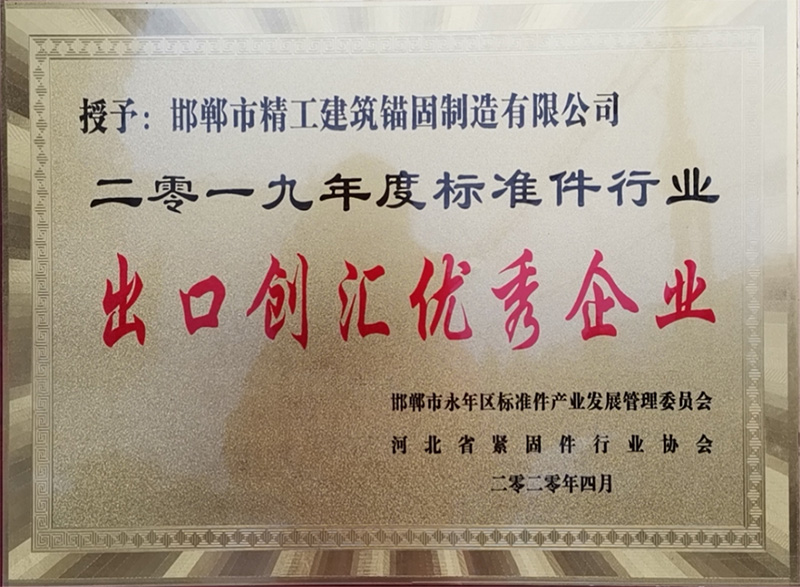 授予：邯郸市精工建筑锚固制造有限公司
二零一九年度标准件行业
出口创汇优秀企业
邯郸市永年区标准件产业发展管理委员会
河北省紧固件行业协会
二零二零年四月